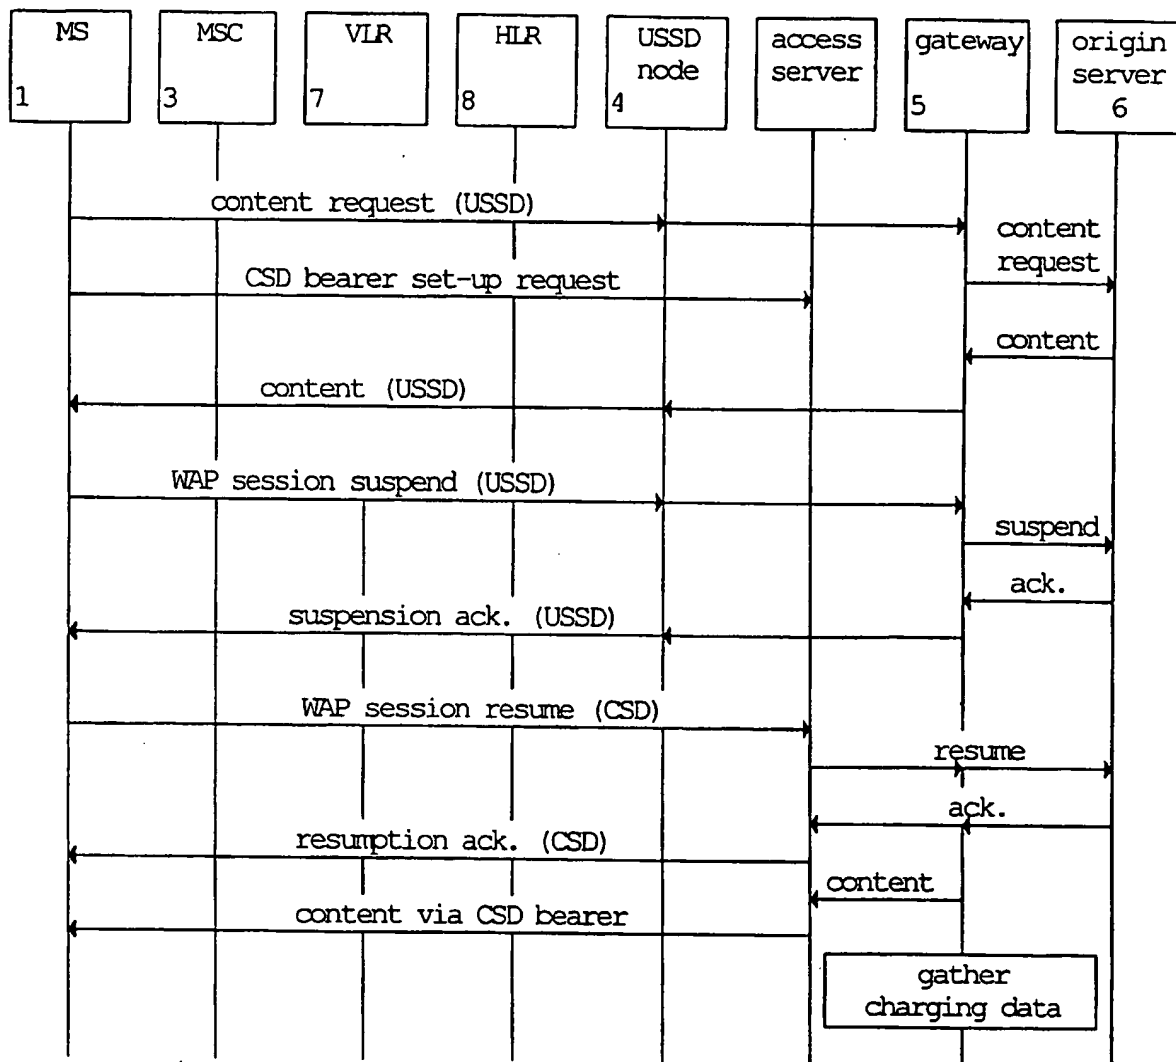 MS
1
MSC
3
VLR
7
HLR
8
USSD
node
4
access
server
gateway
5
origin
server
6
content request (USSD)
content
request
CSD bearer set-up request
content
content (USSD)
WAP session suspend (USSD)
suspend
ack.
suspension ack. (USSD)
WAP session resume (CSD)
resume
ack.
resumption ack. (CSD)
content
content via CSD bearer
gather
charging data